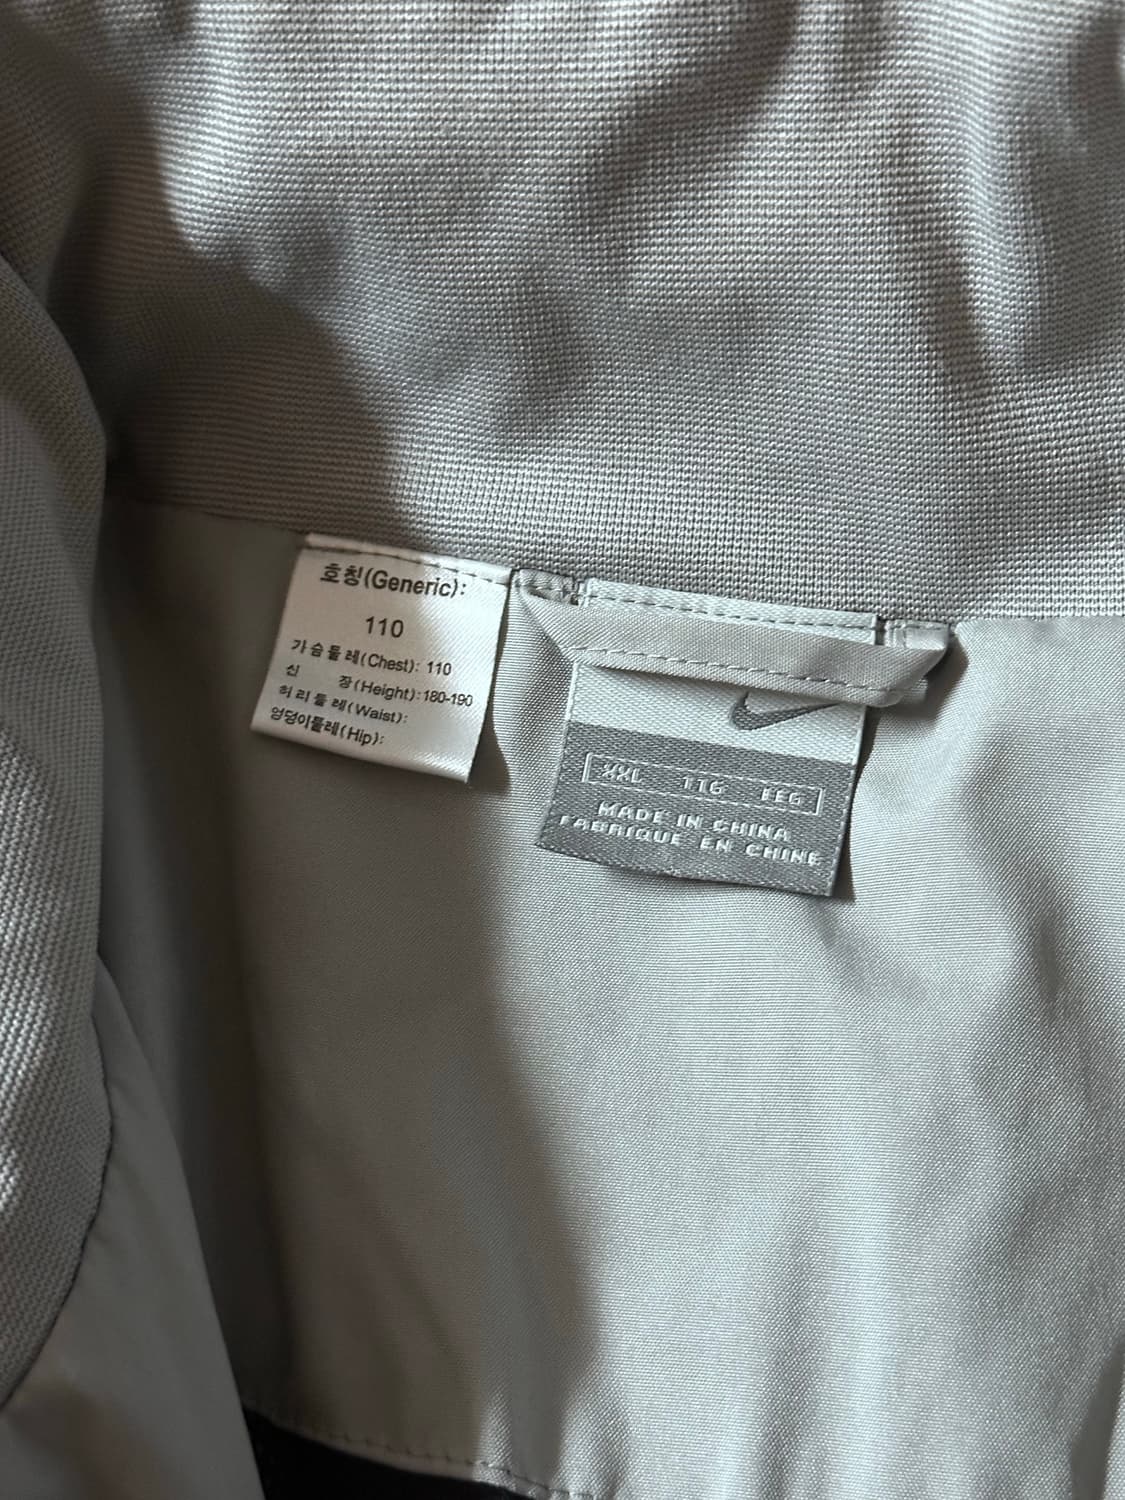 호칭(Generic):
110
가슴둘레(Chest): 110
신 장(Height):180-190
허리둘레(Waist):
엉덩이둘레(Hip):
XXL TTG EEG
MADE IN CHINA
FABRIQUE EN CHINE